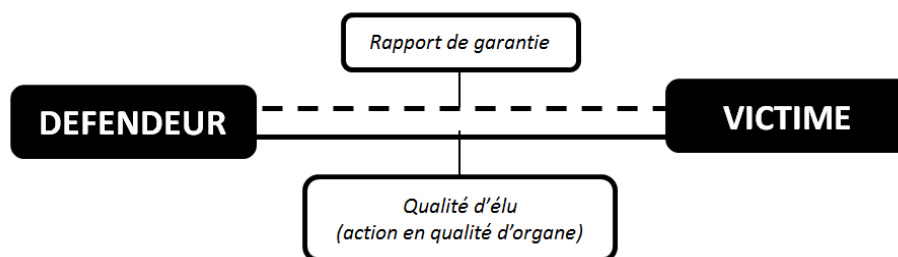 Rapport de garantie
DEFENDEUR
VICTIME
Qualité d'élu
(action en qualité d'organe)